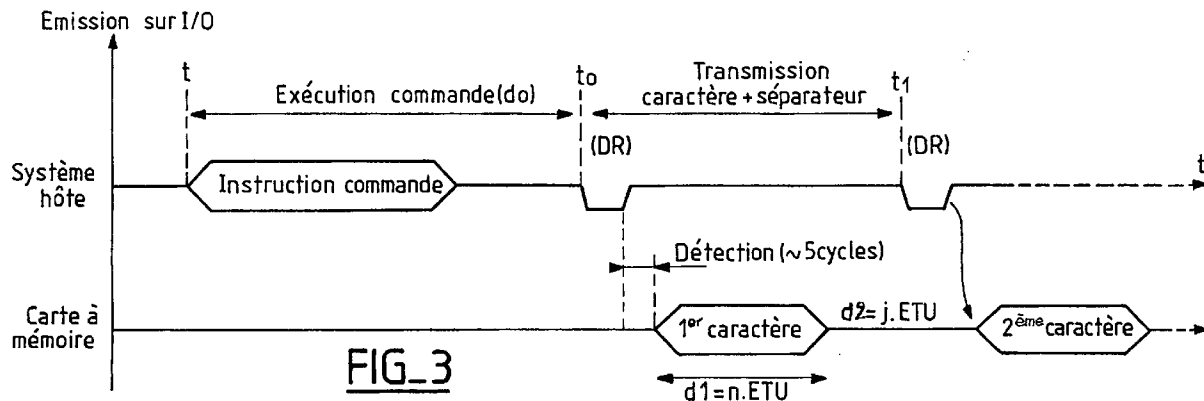 Emission sur I/O
t
Exécution commande(do)
to
Transmission
caractère + séparateur
t1
(DR)
(DR)
Système
hôte
Instruction commande
t
Détection (~5cycles)
Carte à
mémoire
1er caractère
d2=j.ETU
2ème caractère
d1=n.ETU
FIG_3